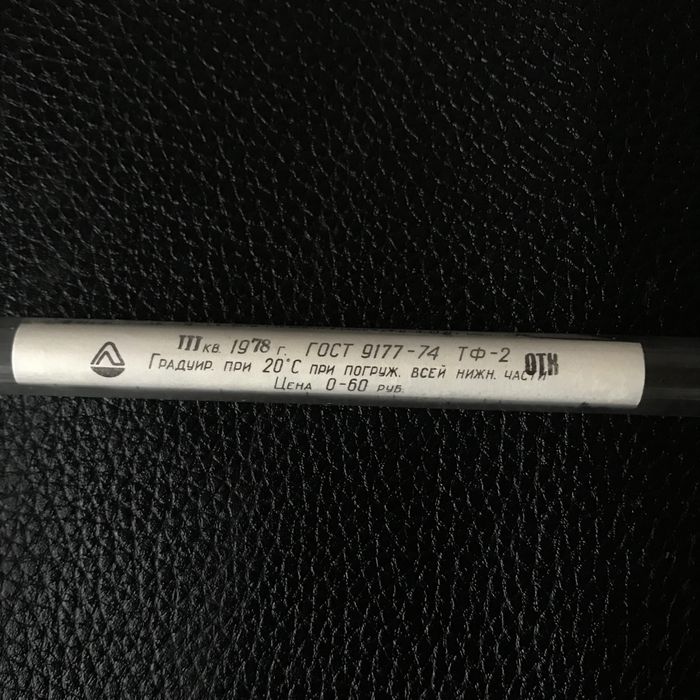 III кв. 1978 г. ГОСТ 9177-74 ТФ-2 ОТК
Градуир. при 20°С при погруж. всей нижн. части
Цена 0-60 руб.